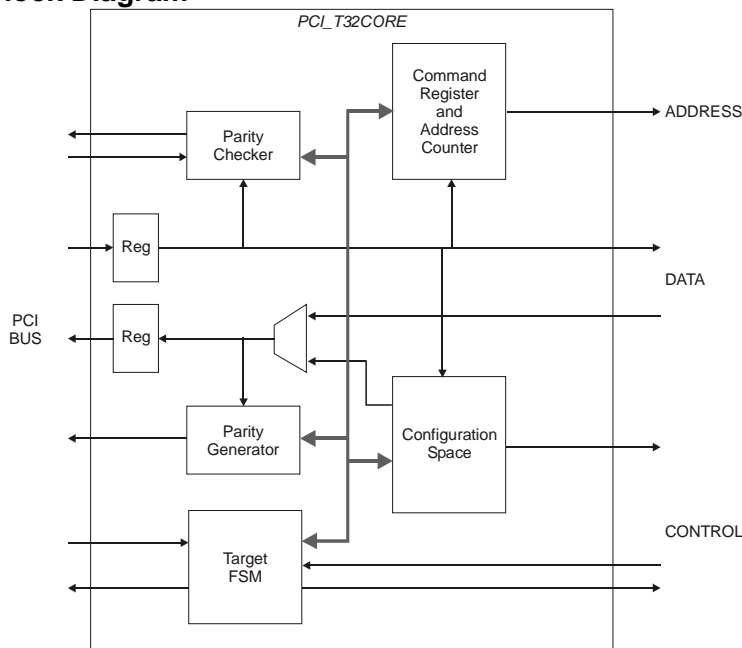 Diagram
PCI_T32CORE
Command
Register
and
Address
Counter
ADDRESS
Parity
Checker
Reg
DATA
PCI
BUS
Reg
Parity
Generator
Configuration
Space
CONTROL
Target
FSM